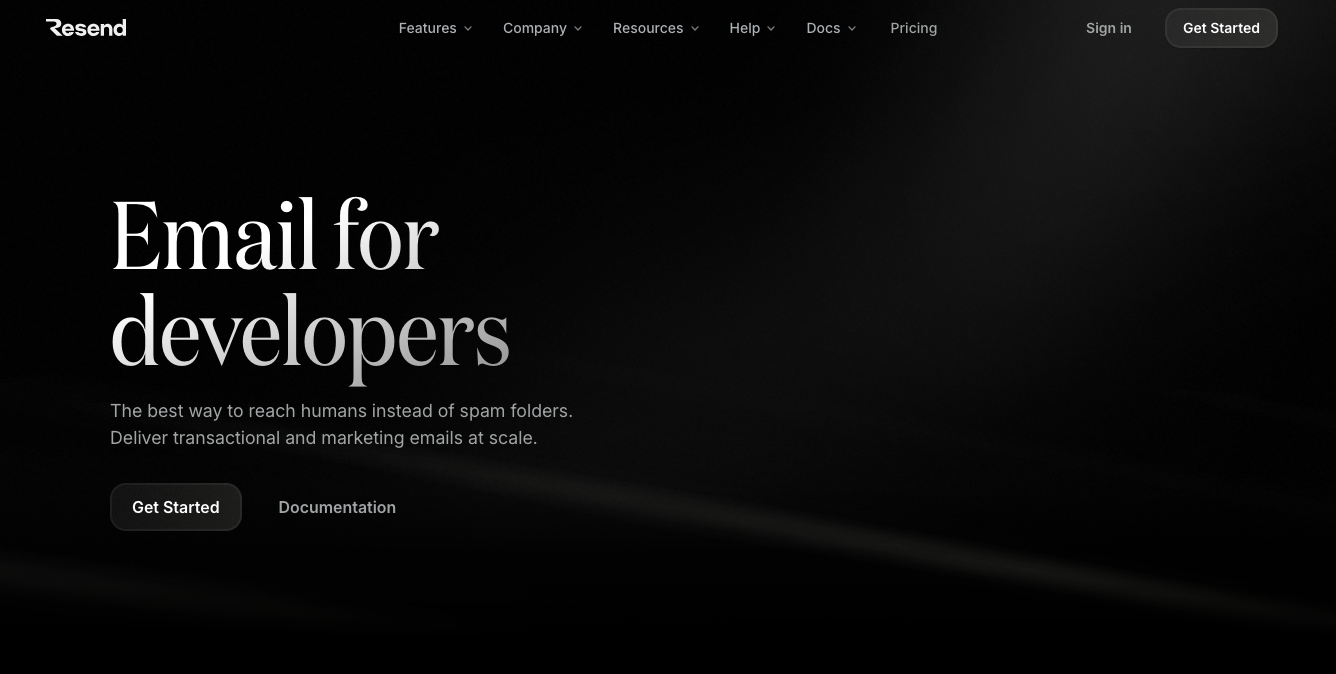 Resend
Features
Company
Resources
Help
Docs
Pricing
Sign in
Get Started
Email for
developers
The best way to reach humans instead of spam folders.
Deliver transactional and marketing emails at scale.
Get Started
Documentation